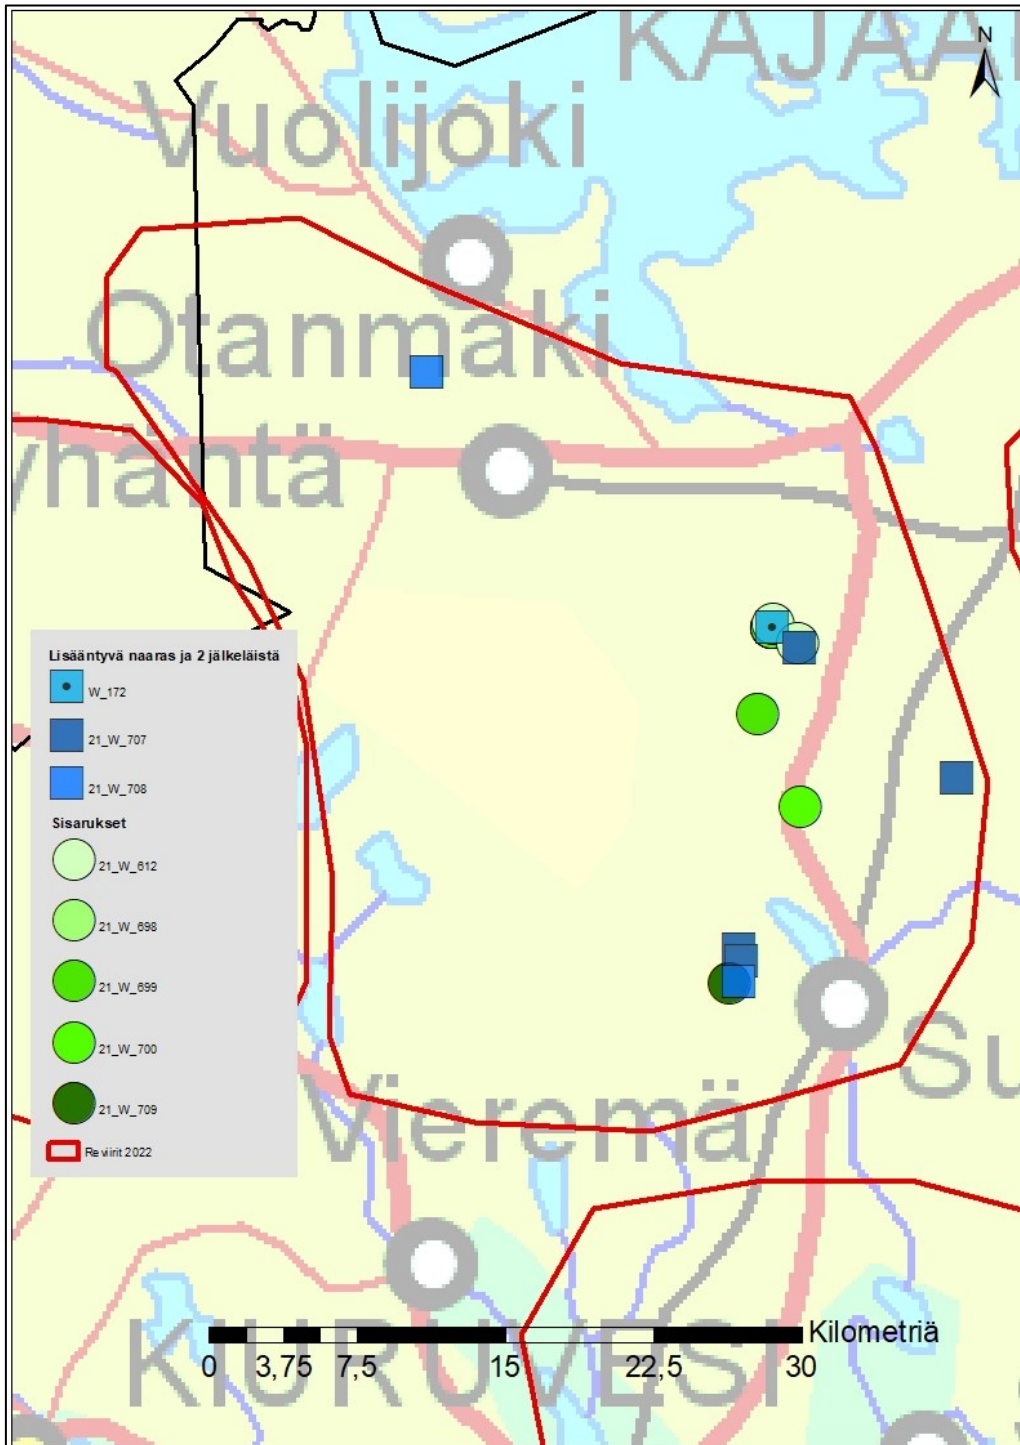 KAJAA
N
Vuolijoki
Otanmäki
yhäntä
Lisääntyvä naaras ja 2 jälkeläistä
W_172
21_W_707
21_W_708
Sisarukset
21_W_612
21_W_698
21_W_699
21_W_700
21_W_709
Reviirit 2022
Su
Vieremä
KIURUVESI
Kilometriä
0 3,75 7,5 15 22,5 30